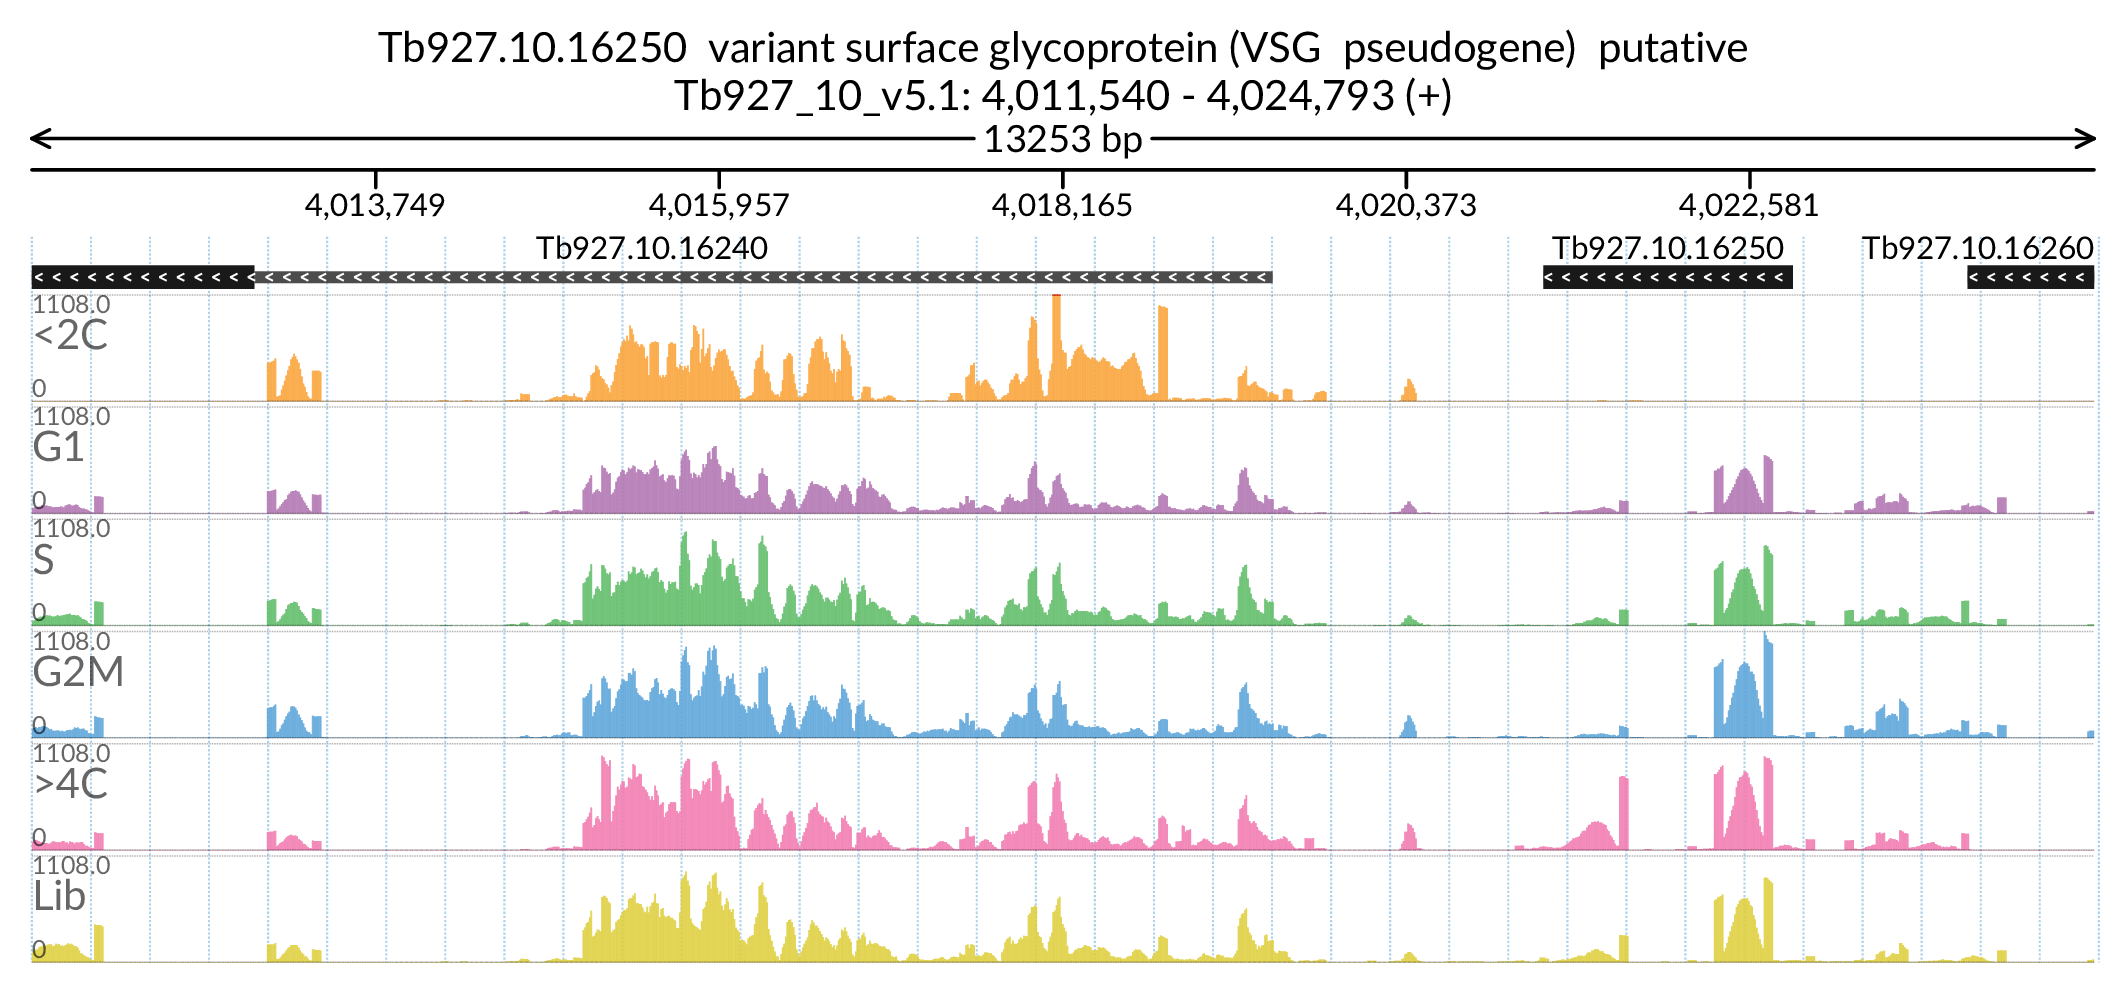 Tb927.10.16250 variant surface glycoprotein (VSG pseudogene) putative
Tb927_10_v5.1: 4,011,540 - 4,024,793 (+)
13253 bp
4,013,749 4,015,957 4,018,165 4,020,373 4,022,581
Tb927.10.16240 Tb927.10.16250 Tb927.10.16260
1108.0
<2C
0
1108.0
G1
0
1108.0
S
0
1108.0
G2M
0
1108.0
>4C
0
1108.0
Lib
0